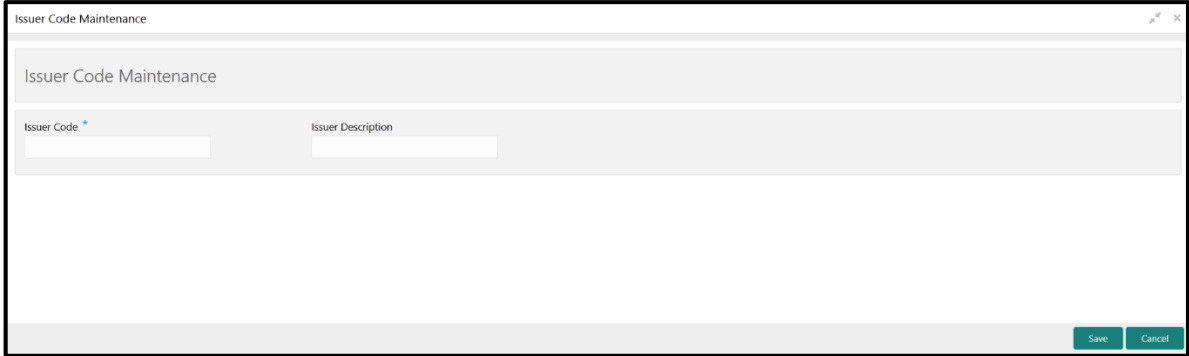 Issuer Code Maintenance
Issuer Code Maintenance
Issuer Code * Issuer Description
Save Cancel